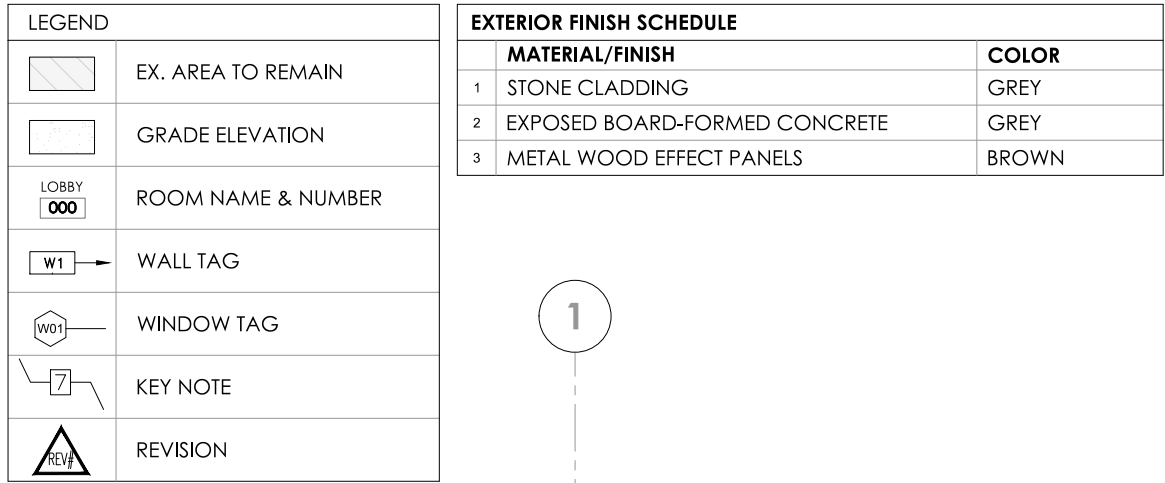 LEGEND
EX. AREA TO REMAIN
GRADE ELEVATION
LOBBY
000
ROOM NAME & NUMBER
W1
WALL TAG
W01
WINDOW TAG
7
KEY NOTE
REV#
REVISION
EXTERIOR FINISH SCHEDULE
MATERIAL/FINISH COLOR
1 STONE CLADDING GREY
2 EXPOSED BOARD-FORMED CONCRETE GREY
3 METAL WOOD EFFECT PANELS BROWN
1